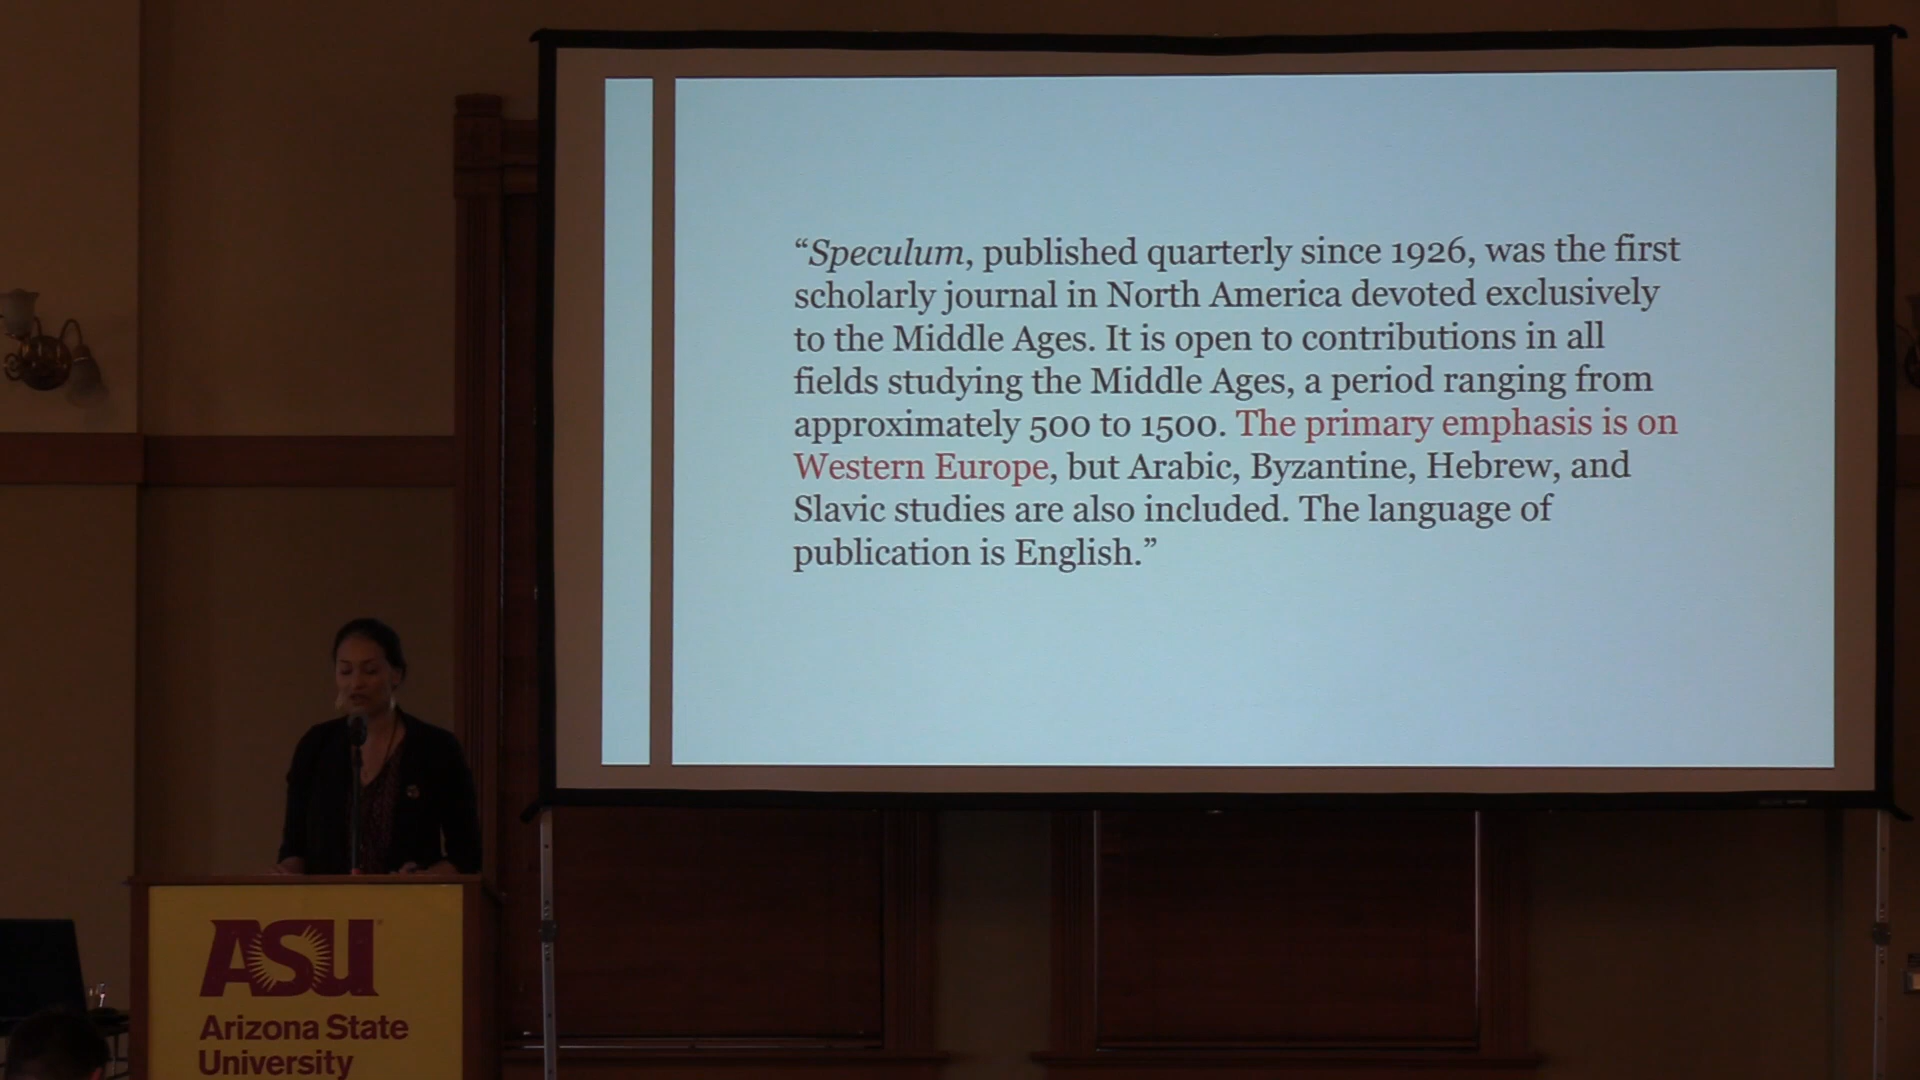 “Speculum, published quarterly since 1926, was the first
scholarly journal in North America devoted exclusively
to the Middle Ages. It is open to contributions in all
fields studying the Middle Ages, a period ranging from
approximately 500 to 1500. The primary emphasis is on
Western Europe, but Arabic, Byzantine, Hebrew, and
Slavic studies are also included. The language of
publication is English.”
ASU
Arizona State
University